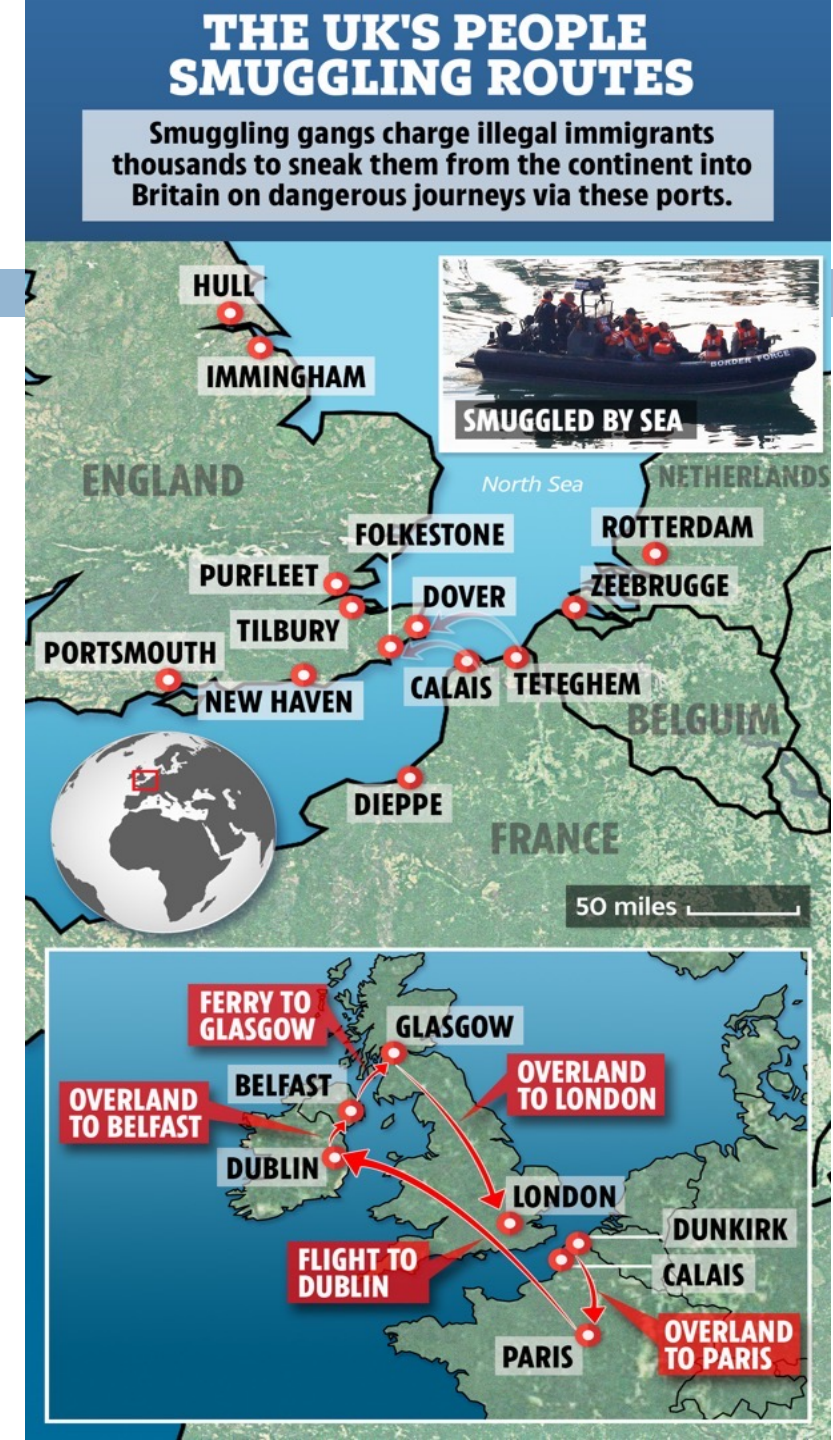 THE UK'S PEOPLE
SMUGGLING ROUTES
Smuggling gangs charge illegal immigrants
thousands to sneak them from the continent into
Britain on dangerous journeys via these ports.
HULL
IMMINGHAM
BORDER FORCE
SMUGGLED BY SEA
ENGLAND
North Sea
NETHERLANDS
FOLKESTONE
ROTTERDAM
PURFLEET
ZEEBRUGGE
DOVER
TILBURY
PORTSMOUTH
NEW HAVEN
CALAIS
TETEGHEM
BELGUIM
DIEPPE
FRANCE
50 miles
FERRY TO
GLASGOW
GLASGOW
BELFAST
OVERLAND
TO LONDON
OVERLAND
TO BELFAST
DUBLIN
LONDON
DUNKIRK
FLIGHT TO
DUBLIN
CALAIS
PARIS
OVERLAND
TO PARIS